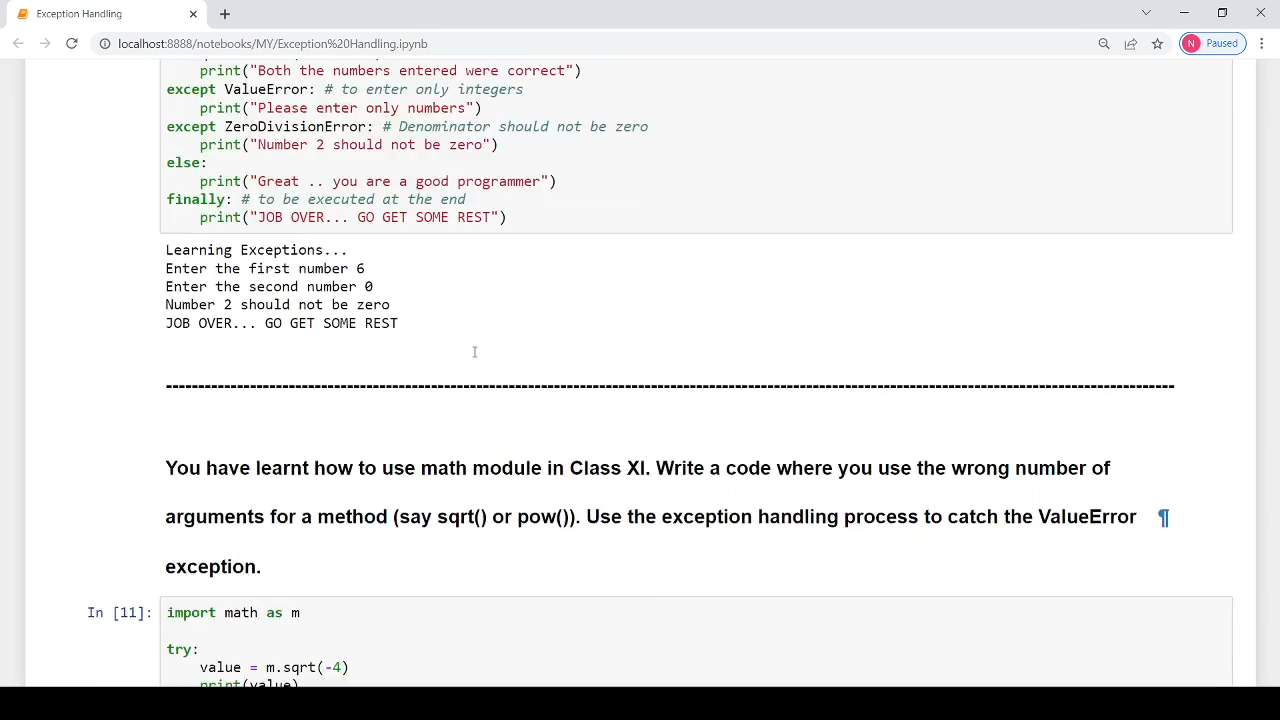 Exception Handling
localhost:8888/notebooks/MY/Exception%20Handling.ipynb
N Paused
print("Both the numbers entered were correct")
except ValueError: # to enter only integers
print("Please enter only numbers")
except ZeroDivisionError: # Denominator should not be zero
print("Number 2 should not be zero")
else:
print("Great .. you are a good programmer")
finally: # to be executed at the end
print("JOB OVER... GO GET SOME REST")
Learning Exceptions...
Enter the first number 6
Enter the second number 0
Number 2 should not be zero
JOB OVER... GO GET SOME REST
You have learnt how to use math module in Class XI. Write a code where you use the wrong number of
arguments for a method (say sqrt() or pow()). Use the exception handling process to catch the ValueError ¶
exception.
In [11]: import math as m
try:
value = m.sqrt(-4)
print(value)